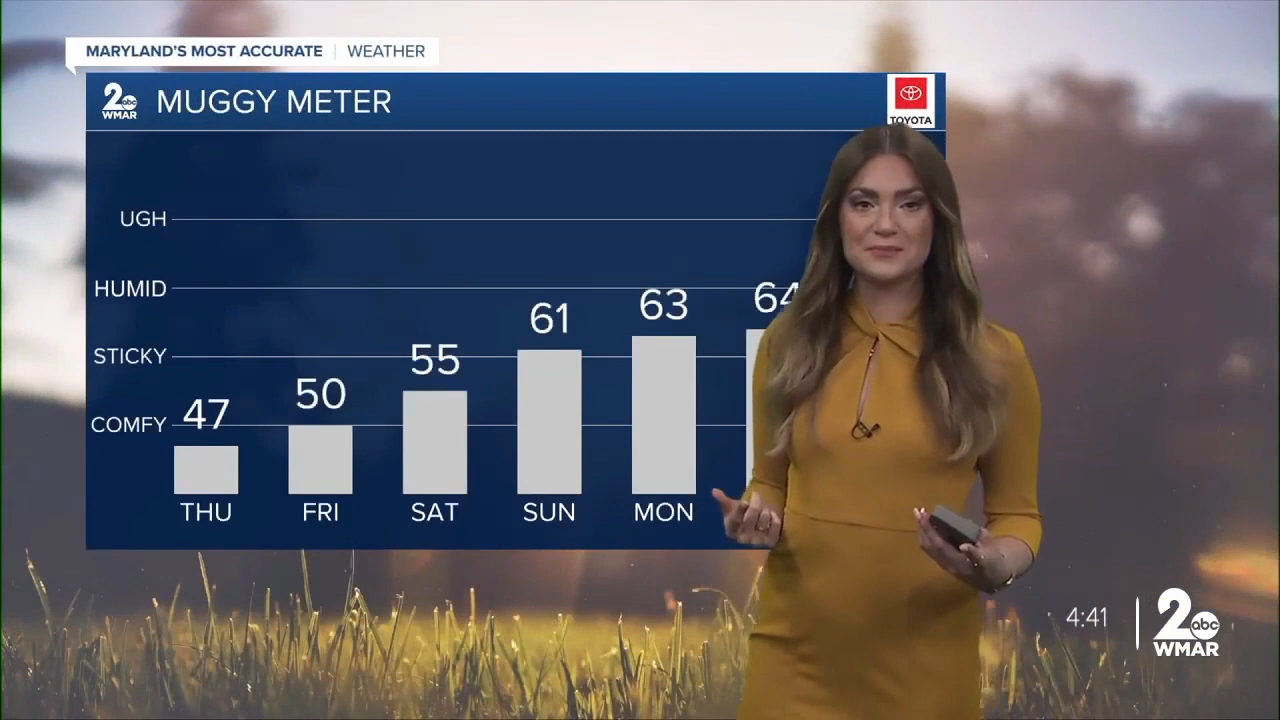 MARYLAND'S MOST ACCURATE | WEATHER
2 abc WMAR
MUGGY METER
TOYOTA
UGH
HUMID
STICKY
COMFY
47
50
55
61
63
64
THU
FRI
SAT
SUN
MON
4:41
2 abc
WMAR